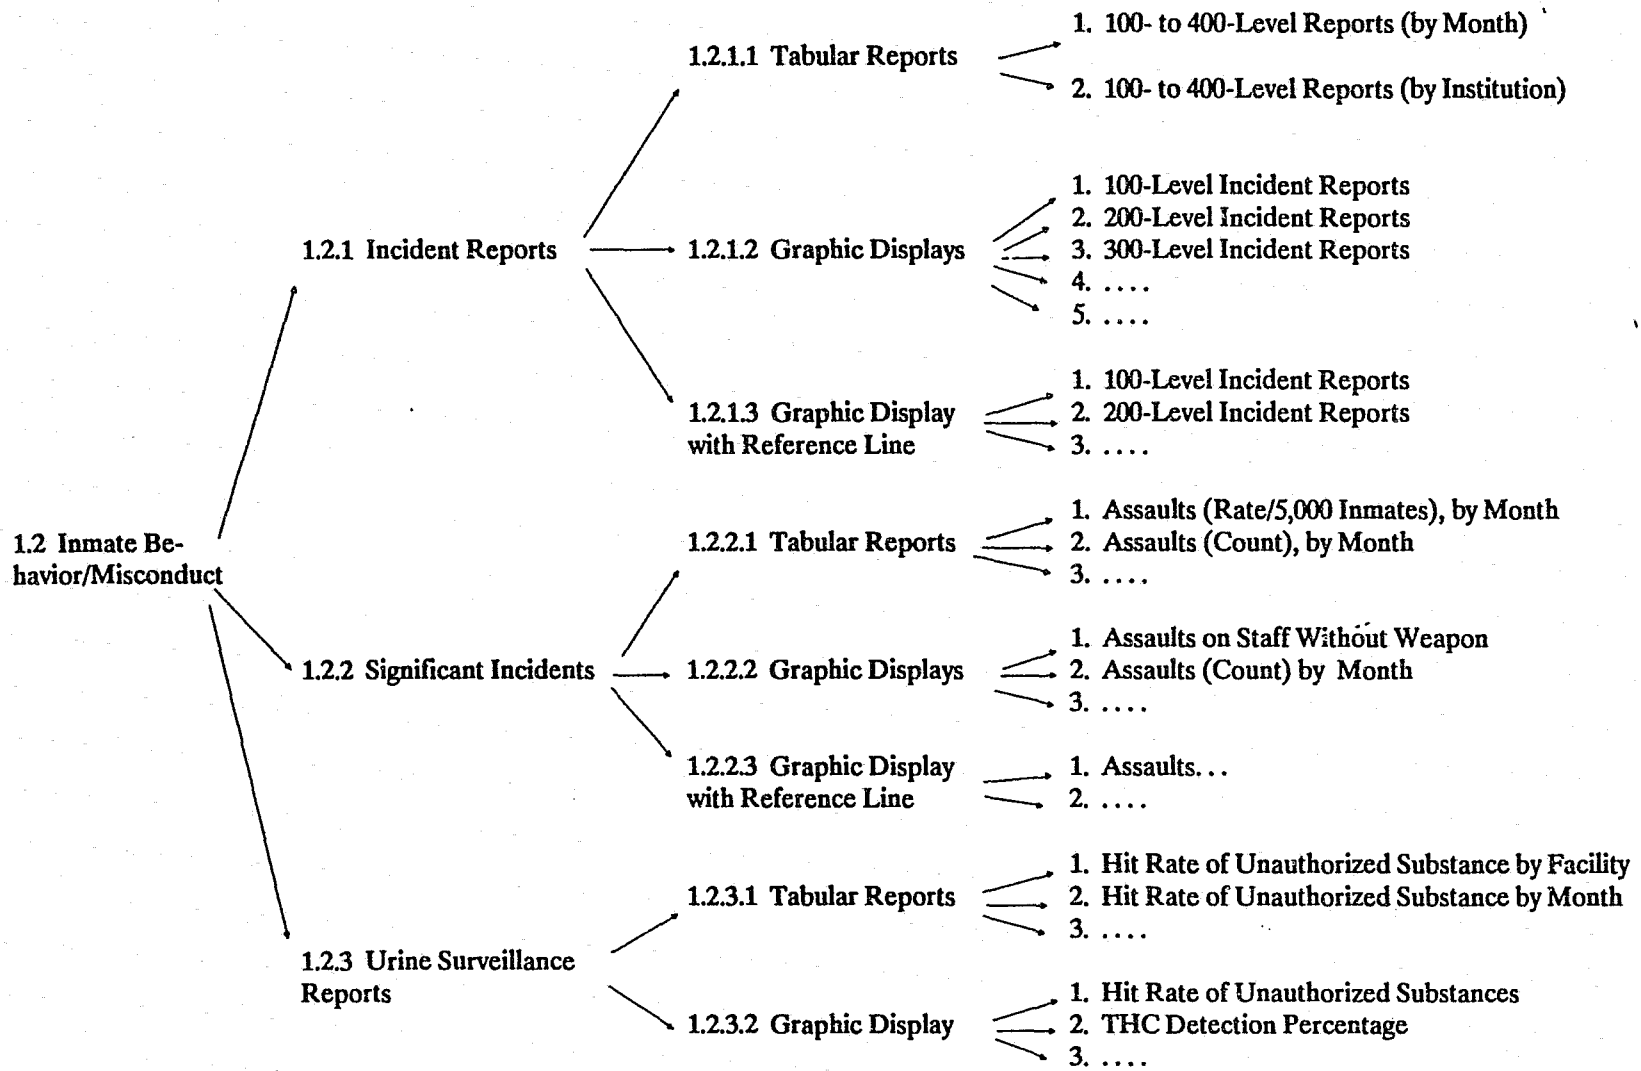 1.2 Inmate Be-
havior/Misconduct
1.2.1 Incident Reports
1.2.1.1 Tabular Reports
1. 100- to 400-Level Reports (by Month)
2. 100- to 400-Level Reports (by Institution)
1.2.1.2 Graphic Displays
1. 100-Level Incident Reports
2. 200-Level Incident Reports
3. 300-Level Incident Reports
4. ....
5. ....
1.2.1.3 Graphic Display
with Reference Line
1. 100-Level Incident Reports
2. 200-Level Incident Reports
3. ....
1.2.2 Significant Incidents
1.2.2.1 Tabular Reports
1. Assaults (Rate/5,000 Inmates), by Month
2. Assaults (Count), by Month
3. ....
1.2.2.2 Graphic Displays
1. Assaults on Staff Without Weapon
2. Assaults (Count) by Month
3. ....
1.2.2.3 Graphic Display
with Reference Line
1. Assaults...
2. ....
1.2.3 Urine Surveillance
Reports
1.2.3.1 Tabular Reports
1. Hit Rate of Unauthorized Substance by Facility
2. Hit Rate of Unauthorized Substance by Month
3. ....
1.2.3.2 Graphic Display
1. Hit Rate of Unauthorized Substances
2. THC Detection Percentage
3. ....